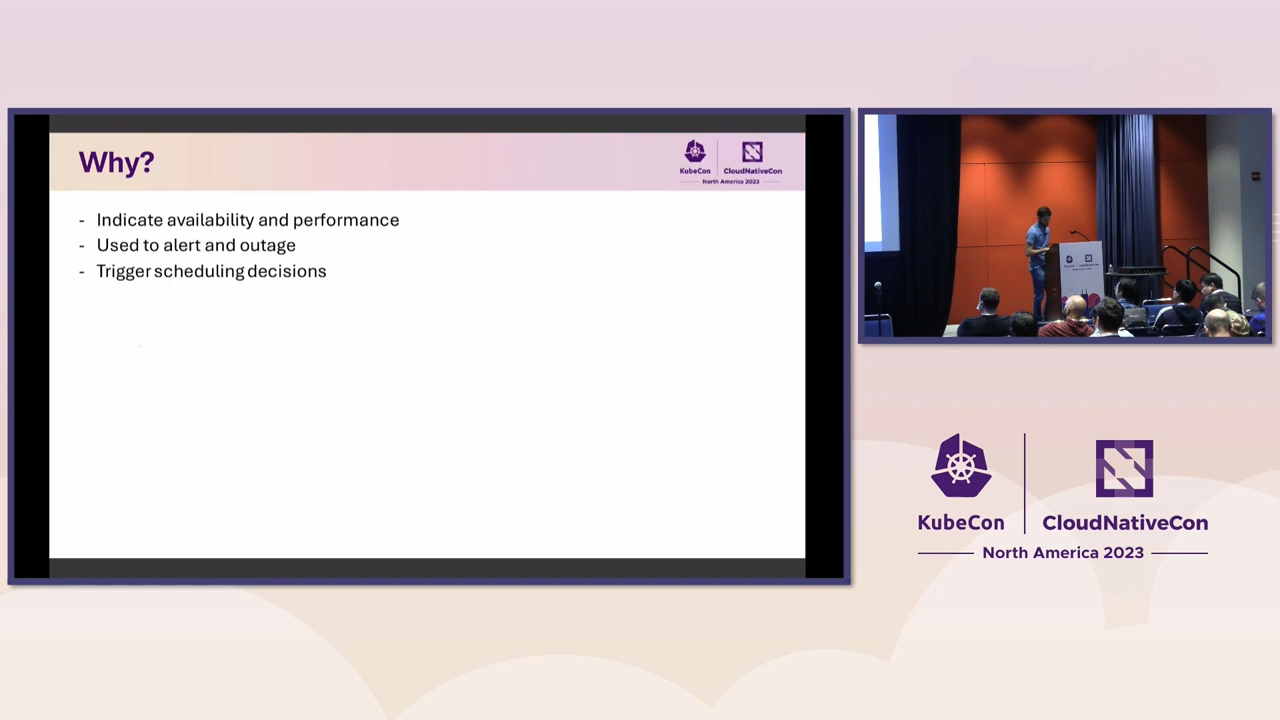 Why?
KubeCon
CloudNativeCon
North America 2023
- Indicate availability and performance
- Used to alert and outage
- Trigger scheduling decisions
KubeCon
CloudNativeCon
North America 2023